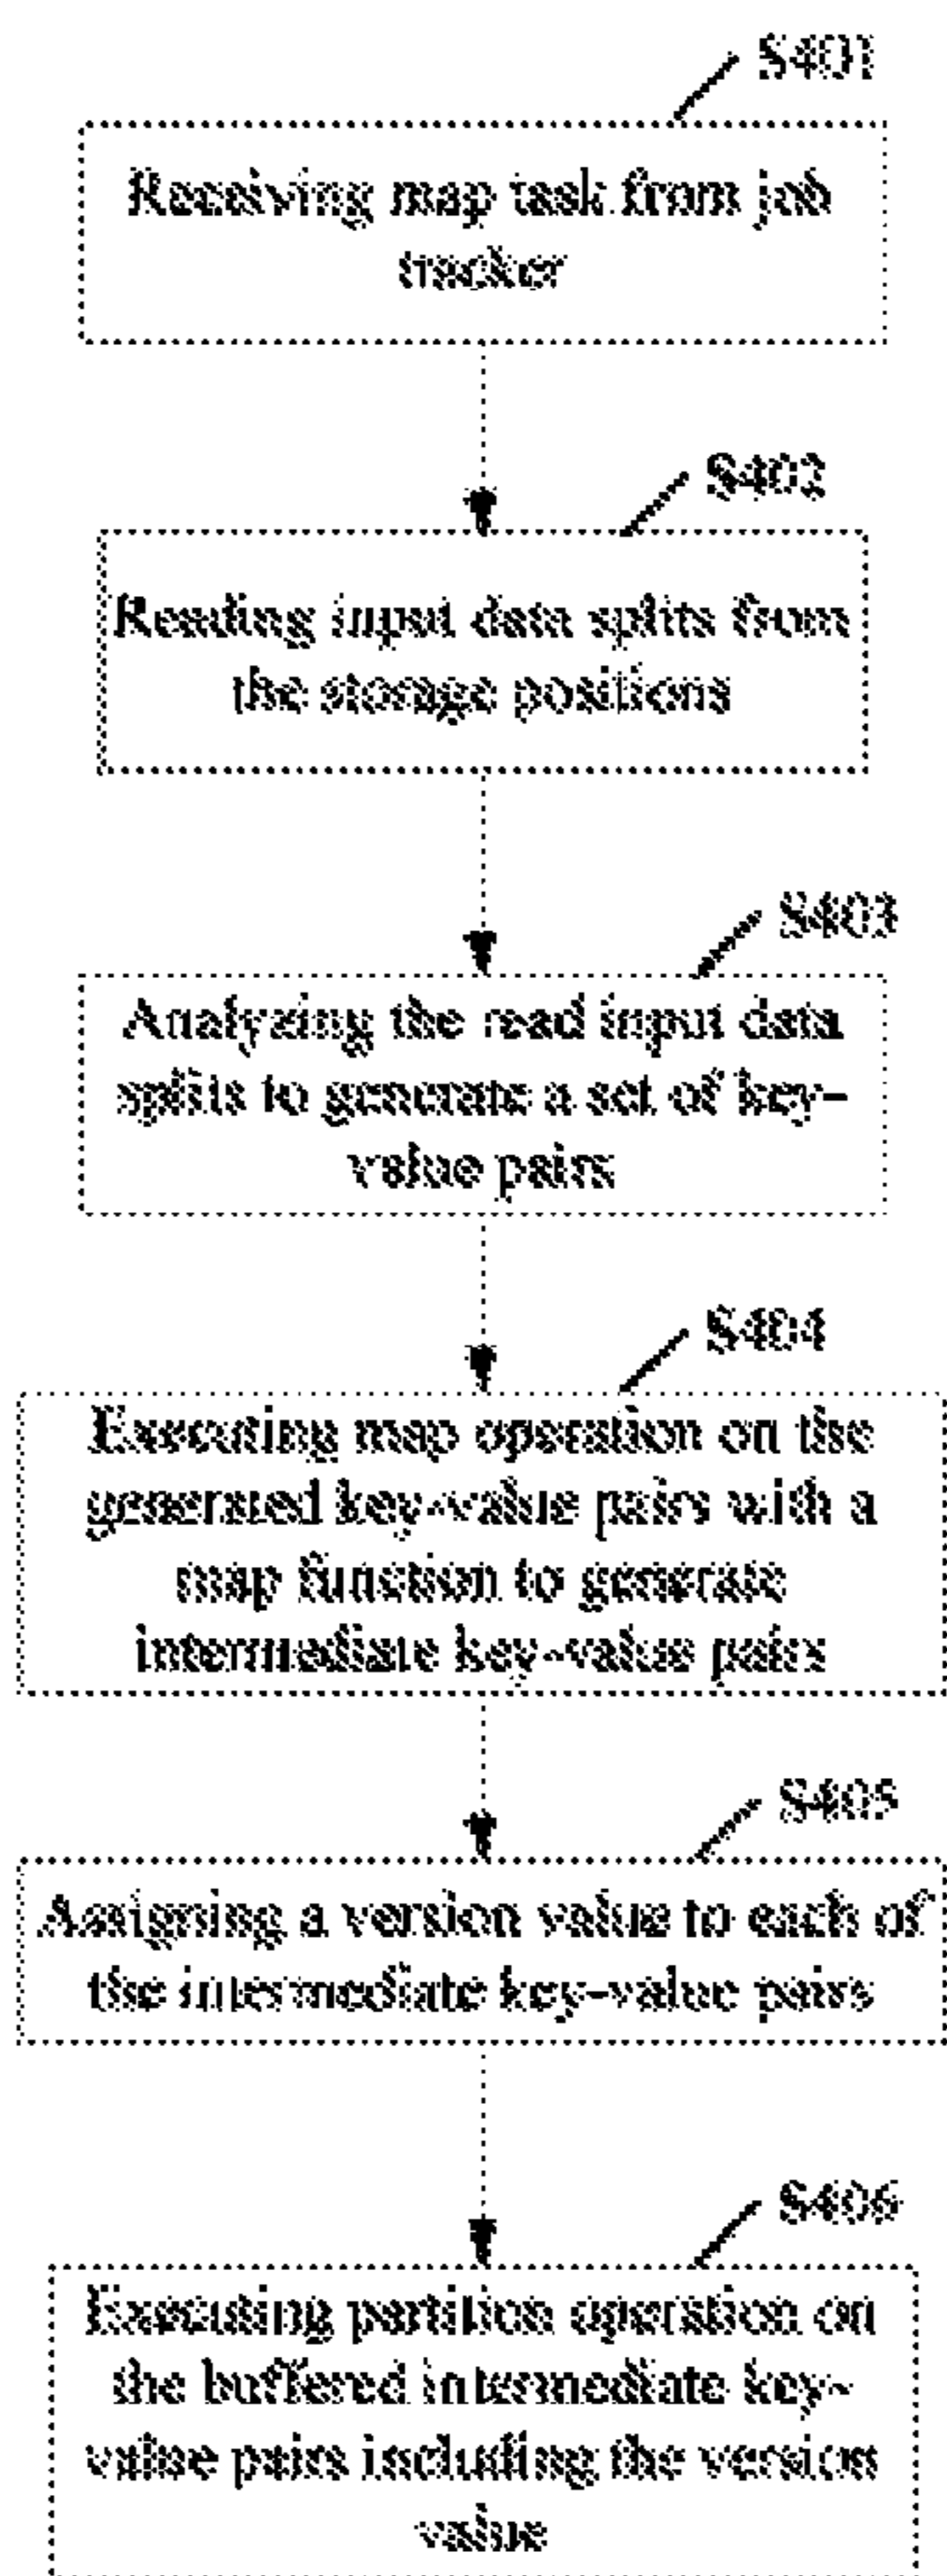 S401
Receiving map task from job
tracker
S402
Reading input data splits from
the storage positions
S403
Analyzing the read input data
splits to generate a set of key-
value pairs
S404
Executing map operation on the
generated key-value pairs with a
map function to generate
intermediate key-value pairs
S405
Assigning a version value to each of
the intermediate key-value pairs
S406
Executing partition operation on
the buffered intermediate key-
value pairs including the version
value